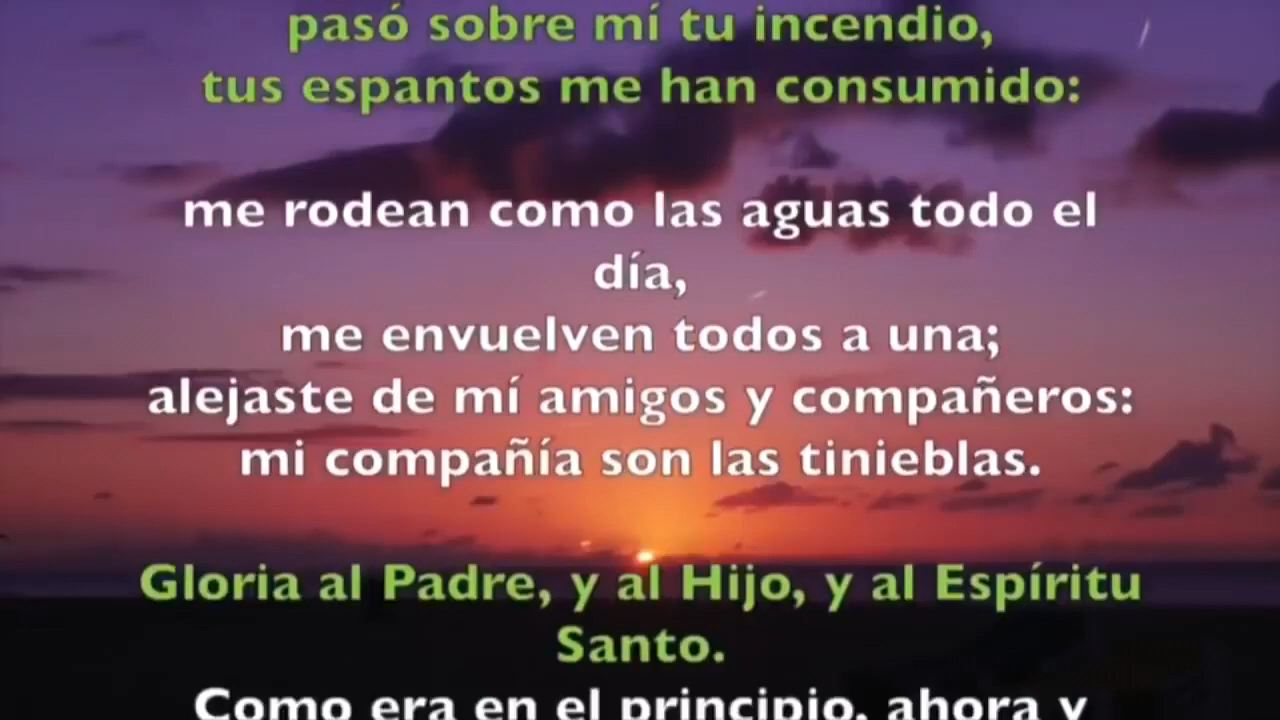 pasó sobre mí tu incendio,
tus espantos me han consumido:
me rodean como las aguas todo el
día,
me envuelven todos a una;
alejaste de mí amigos y compañeros:
mi compañía son las tinieblas.
Gloria al Padre, y al Hijo, y al Espíritu
Santo.
Como era en el principio, ahora y